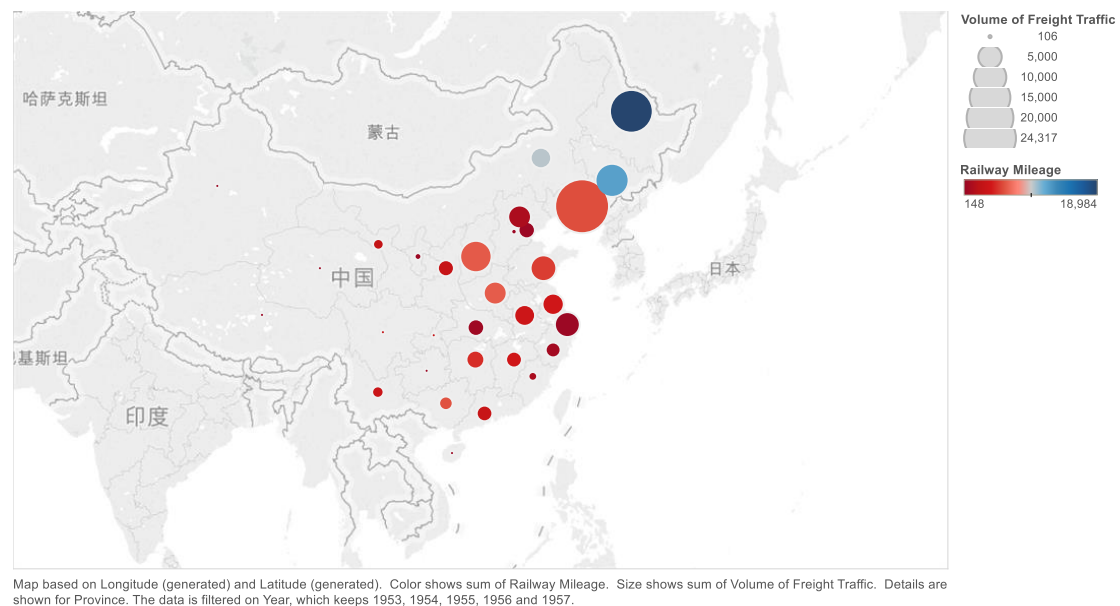 哈萨克斯坦
蒙古
中国
日本
巴基斯坦
印度
Volume of Freight Traffic
106
5,000
10,000
15,000
20,000
24,317
Railway Mileage
148 18,984
Map based on Longitude (generated) and Latitude (generated). Color shows sum of Railway Mileage. Size shows sum of Volume of Freight Traffic. Details are
shown for Province. The data is filtered on Year, which keeps 1953, 1954, 1955, 1956 and 1957.